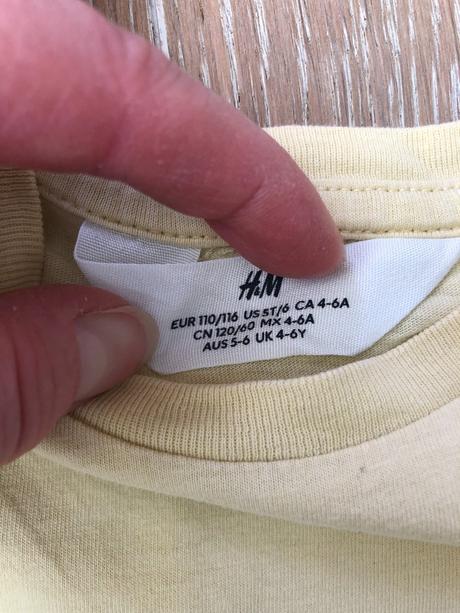 H&M
EUR 110/116 US 5T/6 CA 4-6A
CN 120/60 MX 4-6A
AUS 5-6 UK 4-6Y